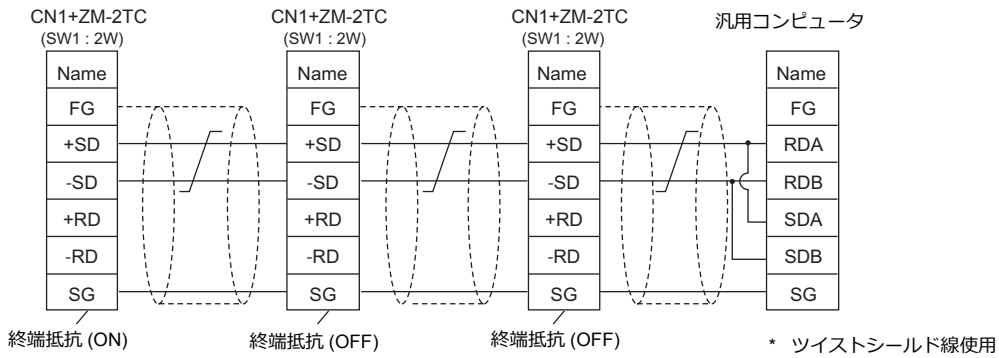 CN1+ZM-2TC
(SW1 : 2W)
Name
FG
+SD
-SD
+RD
-RD
SG
終端抵抗 (ON)
CN1+ZM-2TC
(SW1 : 2W)
Name
FG
+SD
-SD
+RD
-RD
SG
終端抵抗 (OFF)
CN1+ZM-2TC
(SW1 : 2W)
Name
FG
+SD
-SD
+RD
-RD
SG
終端抵抗 (OFF)
汎用コンピュータ
Name
FG
RDA
RDB
SDA
SDB
SG
* ツイストシールド線使用